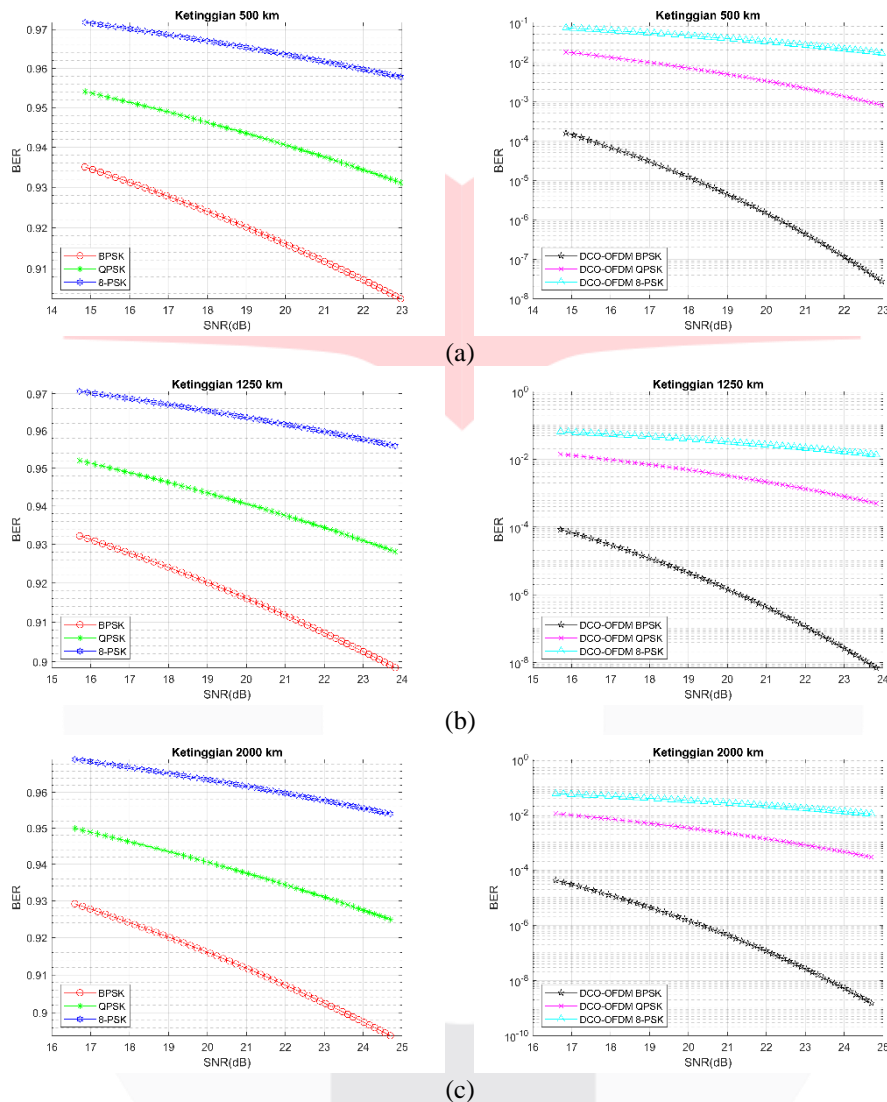 Ketinggian 500 km
0.97
0.96
0.95
0.94
0.93
0.92
0.91
BER
BPSK
QPSK
8-PSK
14 15 16 17 18 19 20 21 22 23
SNR(dB)
Ketinggian 500 km
10^-1
10^-2
10^-3
10^-4
10^-5
10^-6
10^-7
10^-8
BER
DCO-OFDM BPSK
DCO-OFDM QPSK
DCO-OFDM 8-PSK
14 15 16 17 18 19 20 21 22 23
SNR(dB)
(a)
Ketinggian 1250 km
0.97
0.96
0.95
0.94
0.93
0.92
0.91
0.9
BER
BPSK
QPSK
8-PSK
15 16 17 18 19 20 21 22 23 24
SNR(dB)
Ketinggian 1250 km
10^0
10^-2
10^-4
10^-6
10^-8
BER
DCO-OFDM BPSK
DCO-OFDM QPSK
DCO-OFDM 8-PSK
15 16 17 18 19 20 21 22 23 24
SNR(dB)
(b)
Ketinggian 2000 km
0.96
0.95
0.94
0.93
0.92
0.91
0.9
BER
BPSK
QPSK
8-PSK
16 17 18 19 20 21 22 23 24 25
SNR(dB)
Ketinggian 2000 km
10^0
10^-2
10^-4
10^-6
10^-8
10^-10
BER
DCO-OFDM BPSK
DCO-OFDM QPSK
DCO-OFDM 8-PSK
16 17 18 19 20 21 22 23 24 25
SNR(dB)
(c)